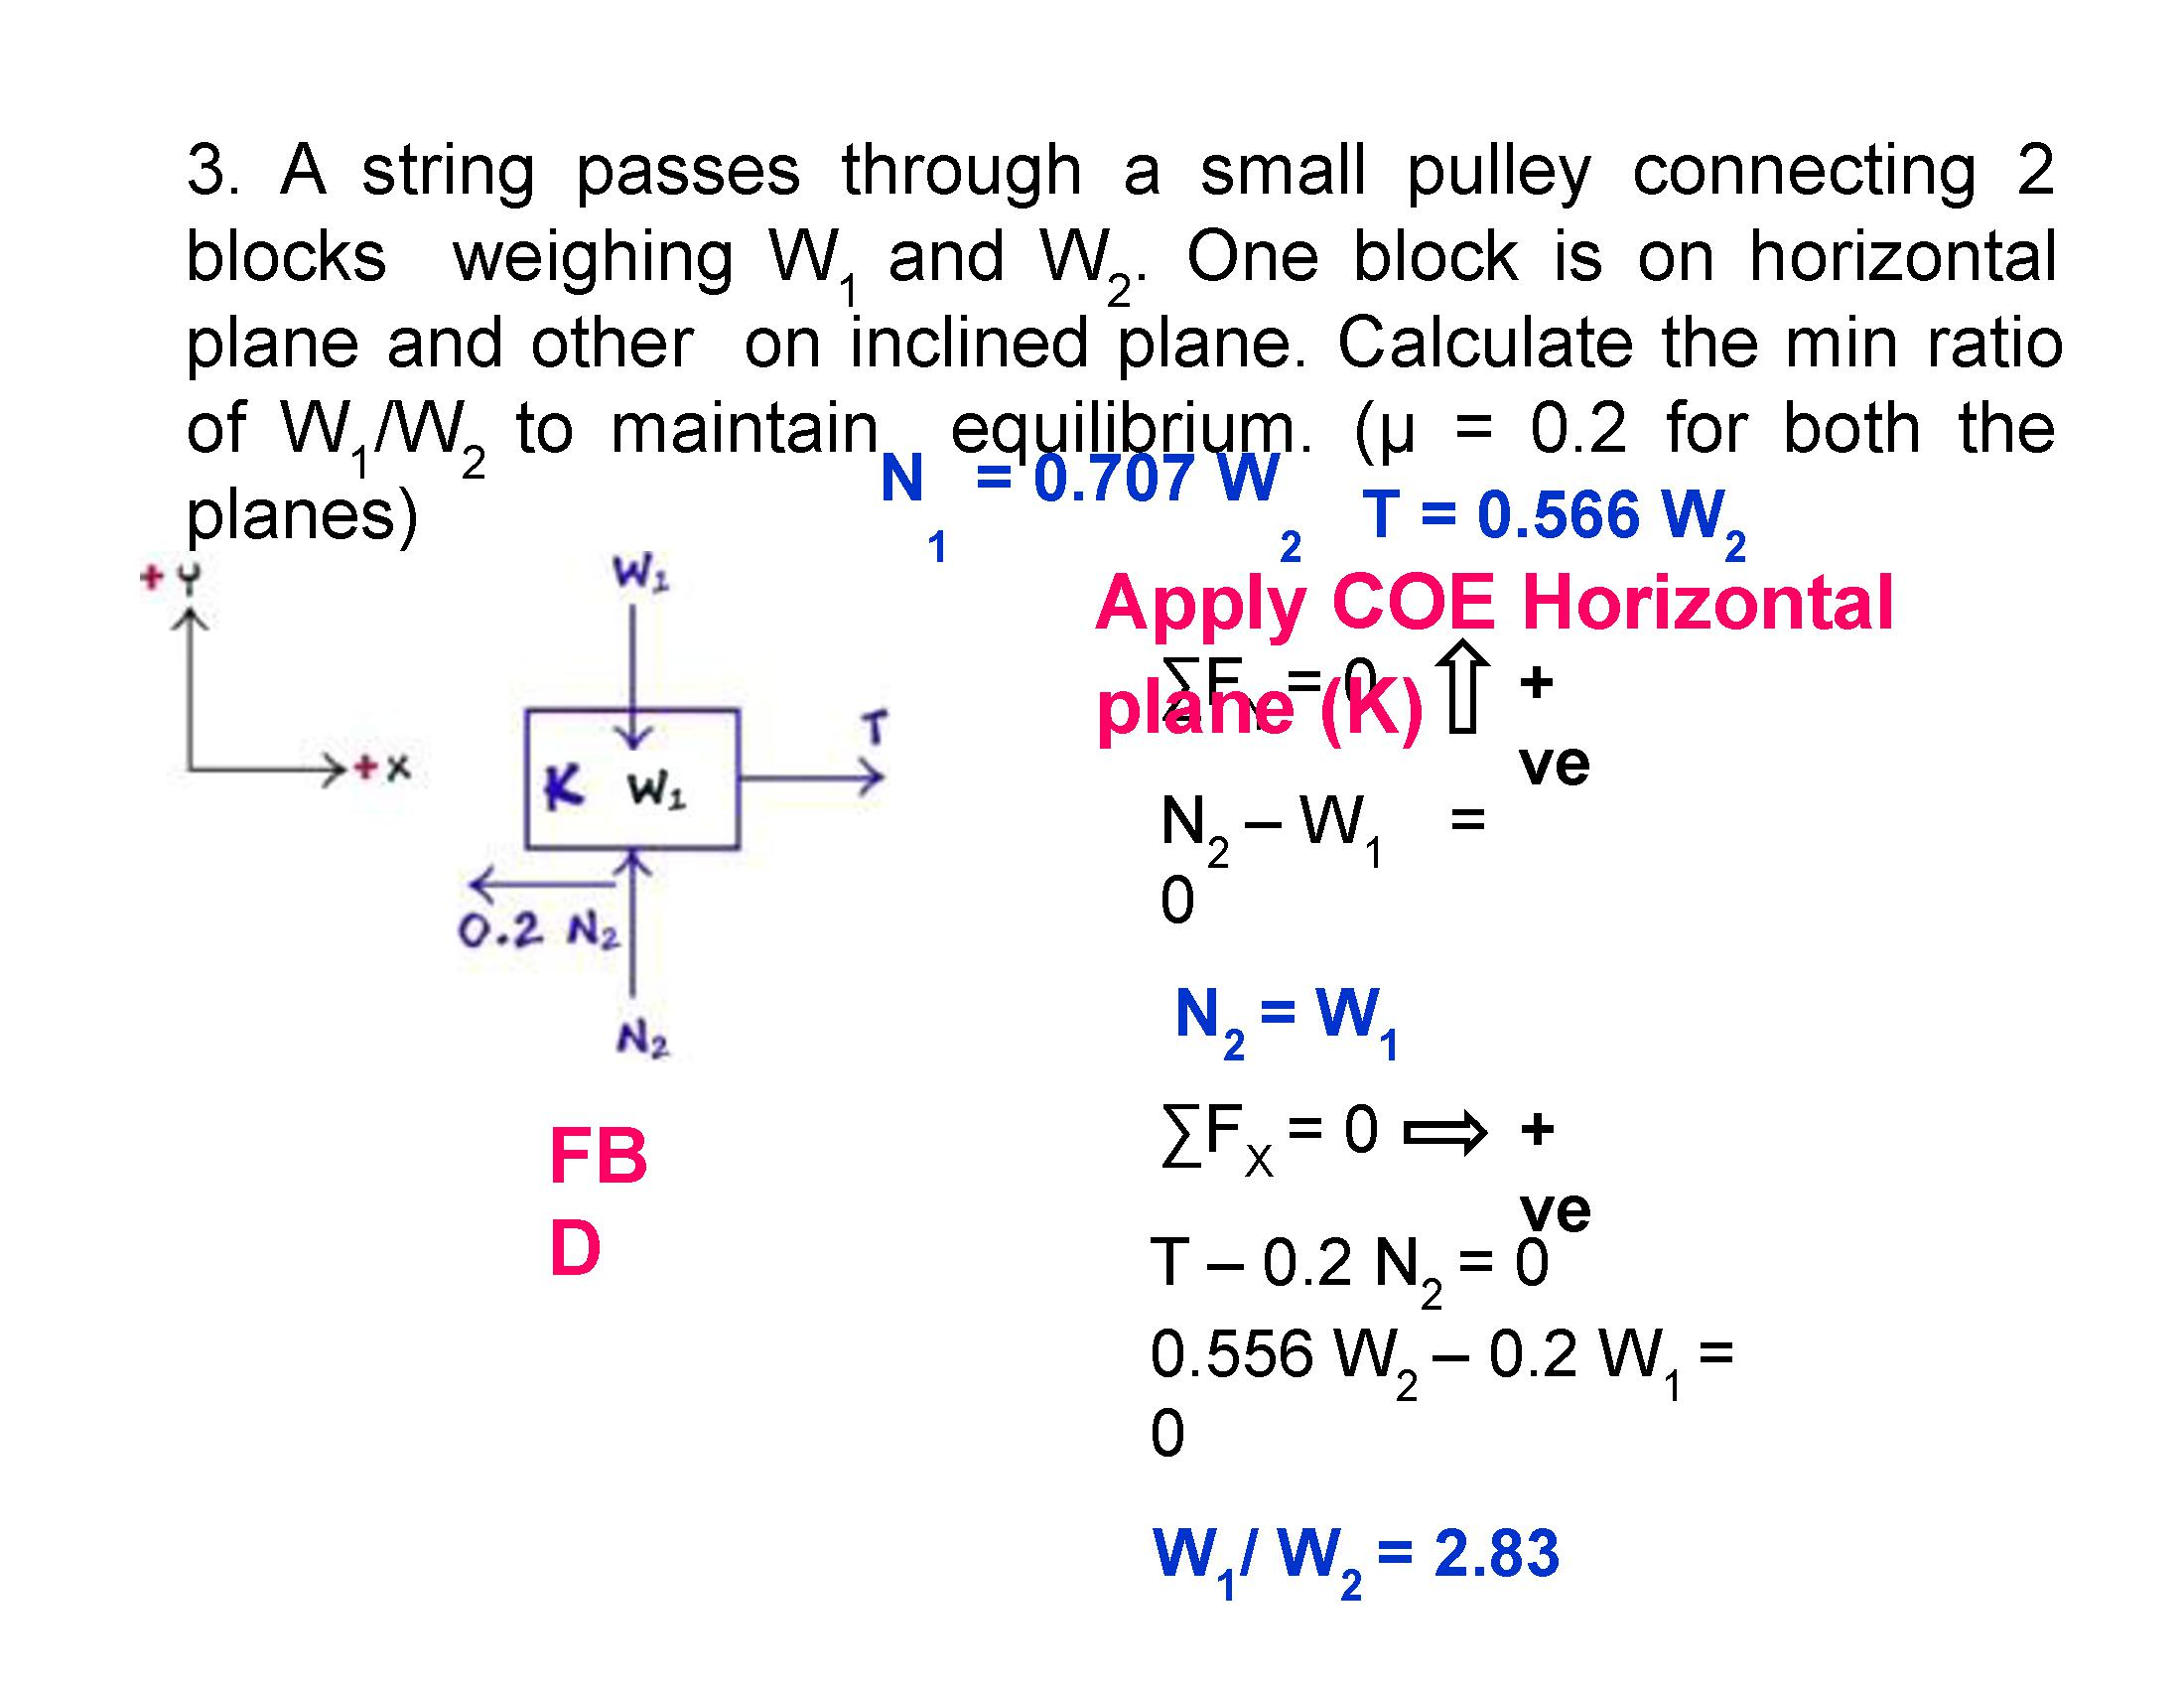 3. A string passes through a small pulley connecting 2
blocks weighing W1 and W2. One block is on horizontal
plane and other on inclined plane. Calculate the min ratio
of W1/W2 to maintain equilibrium. (μ = 0.2 for both the
planes)
N1 = 0.707 W2
T = 0.566 W2
+Y
+X
W1
K W1
T
0.2 N2
N2
FB
D
Apply COE Horizontal
plane (K)
∑FY = 0 +
ve
N2 – W1 =
0
N2 = W1
∑FX = 0 +
ve
T – 0.2 N2 = 0
0.556 W2 – 0.2 W1 =
0
W1/ W2 = 2.83